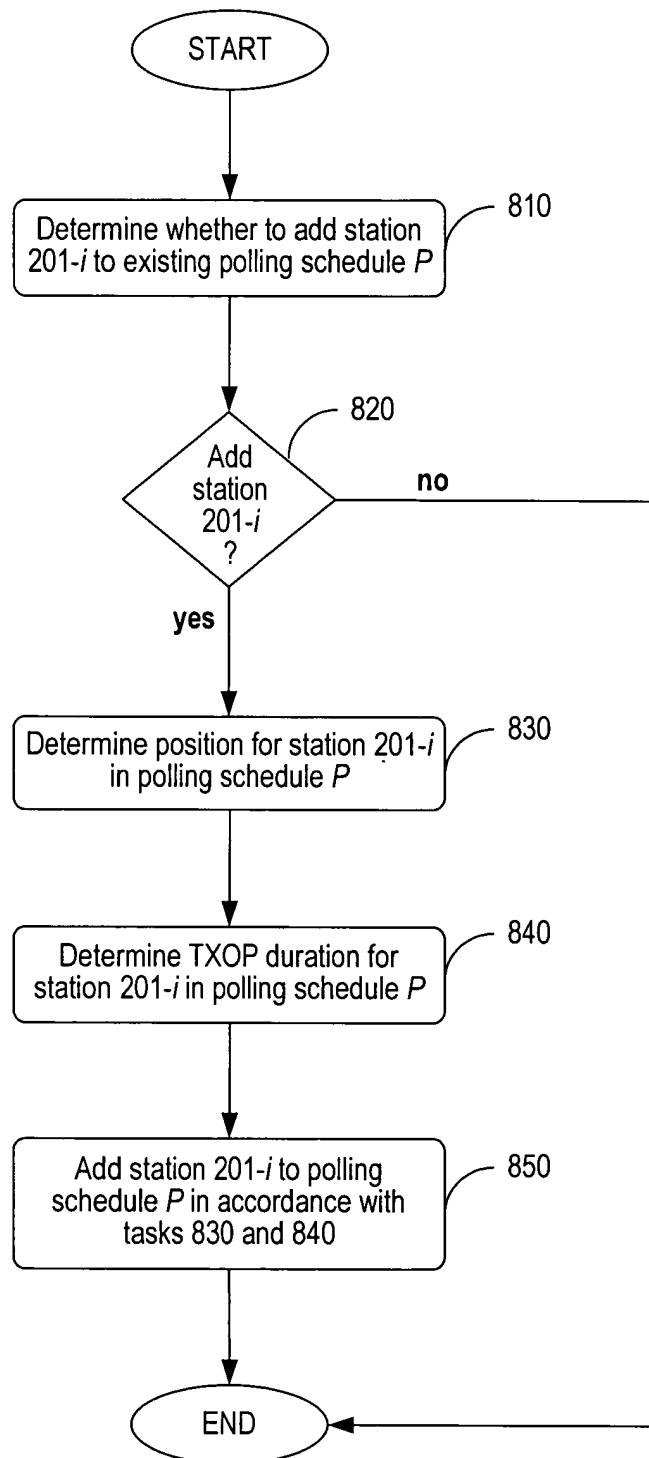 START
Determine whether to add station
201-i to existing polling schedule P
810
820
Add
station
201-i
?
no
yes
Determine position for station 201-i
in polling schedule P
830
Determine TXOP duration for
station 201-i in polling schedule P
840
Add station 201-i to polling
schedule P in accordance with
tasks 830 and 840
850
END